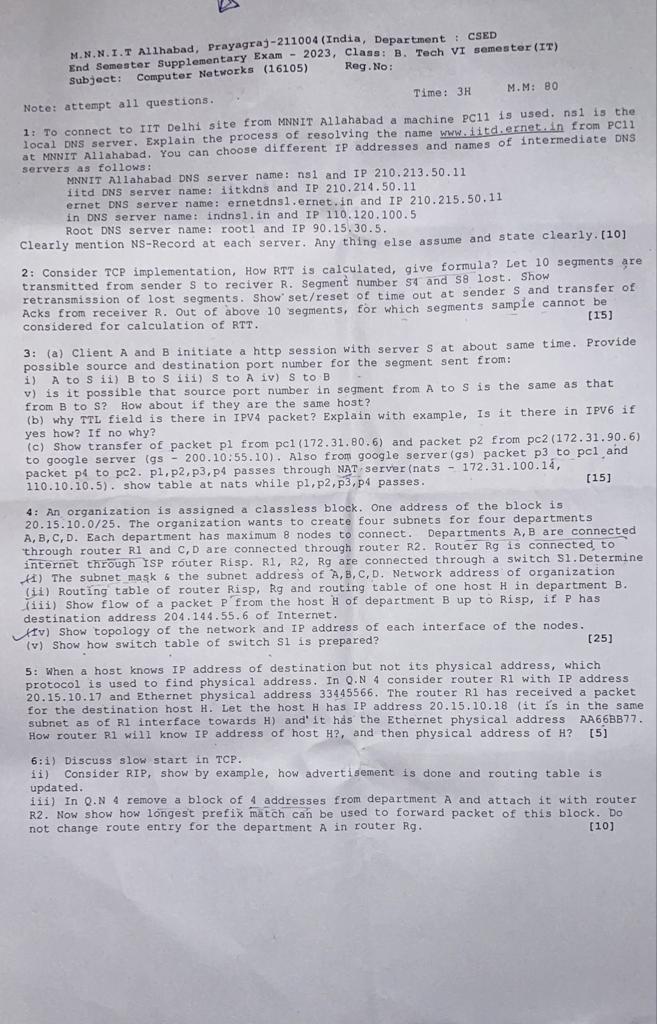 M.N.N.I.T Allhabad, Prayagraj-211004(India, Department : CSED
End Semester Supplementary Exam - 2023, Class: B. Tech VI semester(IT)
Subject: Computer Networks (16105) Reg.No:
Time: 3H M.M: 80
Note: attempt all questions.
1: To connect to IIT Delhi site from MNNIT Allahabad a machine PC11 is used. ns1 is the
local DNS server. Explain the process of resolving the name www.iitd.ernet.in from PC11
at MNNIT Allahabad. You can choose different IP addresses and names of intermediate DNS
servers as follows:
MNNIT Allahabad DNS server name: ns1 and IP 210.213.50.11
iitd DNS server name: iitkdns and IP 210.214.50.11
ernet DNS server name: ernetdns1.ernet.in and IP 210.215.50.11
in DNS server name: indns1.in and IP 110.120.100.5
Root DNS server name: root1 and IP 90.15.30.5.
Clearly mention NS-Record at each server. Any thing else assume and state clearly.[10]
2: Consider TCP implementation, How RTT is calculated, give formula? Let 10 segments are
transmitted from sender S to reciver R. Segment number S4 and S8 lost. Show
retransmission of lost segments. Show set/reset of time out at sender S and transfer of
Acks from receiver R. Out of above 10 segments, for which segments sample cannot be
considered for calculation of RTT. [15]
3: (a) Client A and B initiate a http session with server S at about same time. Provide
possible source and destination port number for the segment sent from:
i) A to S ii) B to S iii) S to A iv) S to B
v) is it possible that source port number in segment from A to S is the same as that
from B to S? How about if they are the same host?
(b) why TTL field is there in IPV4 packet? Explain with example, Is it there in IPV6 if
yes how? If no why?
(c) Show transfer of packet p1 from pc1(172.31.80.6) and packet p2 from pc2(172.31.90.6)
to google server (gs - 200.10.55.10). Also from google server(gs) packet p3 to pc1 and
packet p4 to pc2. p1,p2,p3,p4 passes through NAT server(nats - 172.31.100.14,
110.10.10.5). show table at nats while p1,p2,p3,p4 passes. [15]
4: An organization is assigned a classless block. One address of the block is
20.15.10.0/25. The organization wants to create four subnets for four departments
A,B,C,D. Each department has maximum 8 nodes to connect. Departments A,B are connected
through router R1 and C,D are connected through router R2. Router Rg is connected to
internet through ISP router Risp. R1, R2, Rg are connected through a switch S1.Determine
(i) The subnet mask & the subnet address of A,B,C,D. Network address of organization
(ii) Routing table of router Risp, Rg and routing table of one host H in department B.
(iii) Show flow of a packet P from the host H of department B up to Risp, if P has
destination address 204.144.55.6 of Internet.
(iv) Show topology of the network and IP address of each interface of the nodes.
(v) Show how switch table of switch S1 is prepared? [25]
5: When a host knows IP address of destination but not its physical address, which
protocol is used to find physical address. In Q.N 4 consider router R1 with IP address
20.15.10.17 and Ethernet physical address 33445566. The router R1 has received a packet
for the destination host H. Let the host H has IP address 20.15.10.18 (it is in the same
subnet as of R1 interface towards H) and it has the Ethernet physical address AA66BB77.
How router R1 will know IP address of host H?, and then physical address of H? [5]
6:i) Discuss slow start in TCP.
ii) Consider RIP, show by example, how advertisement is done and routing table is
updated.
iii) In Q.N 4 remove a block of 4 addresses from department A and attach it with router
R2. Now show how longest prefix match can be used to forward packet of this block. Do
not change route entry for the department A in router Rg. [10]